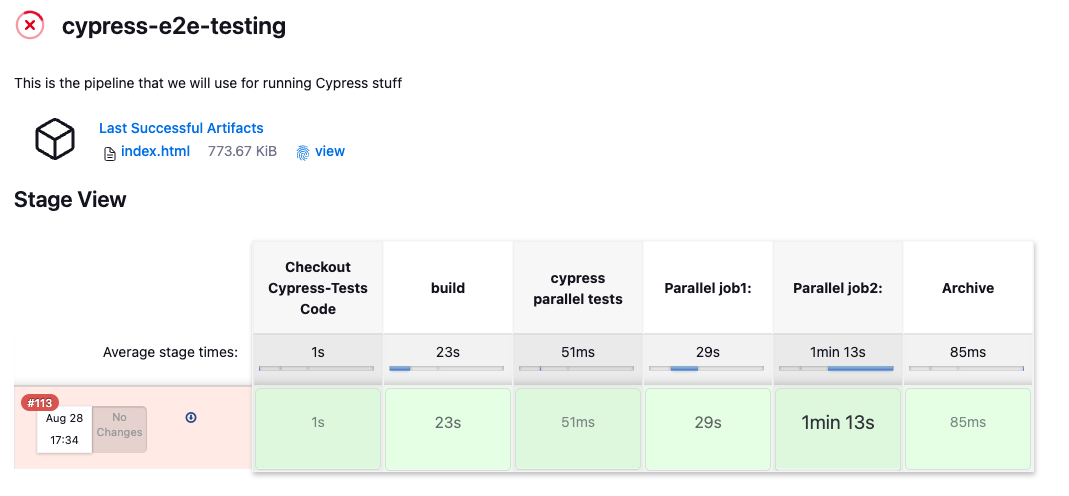 cypress-e2e-testing
This is the pipeline that we will use for running Cypress stuff
Last Successful Artifacts
index.html 773.67 KiB view
Stage View
Checkout
Cypress-Tests
Code
build
cypress
parallel tests
Parallel job1:
Parallel job2:
Archive
Average stage times:
1s
23s
51ms
29s
1min 13s
85ms
#113
Aug 28
17:34
No
Changes
1s
23s
51ms
29s
1min 13s
85ms